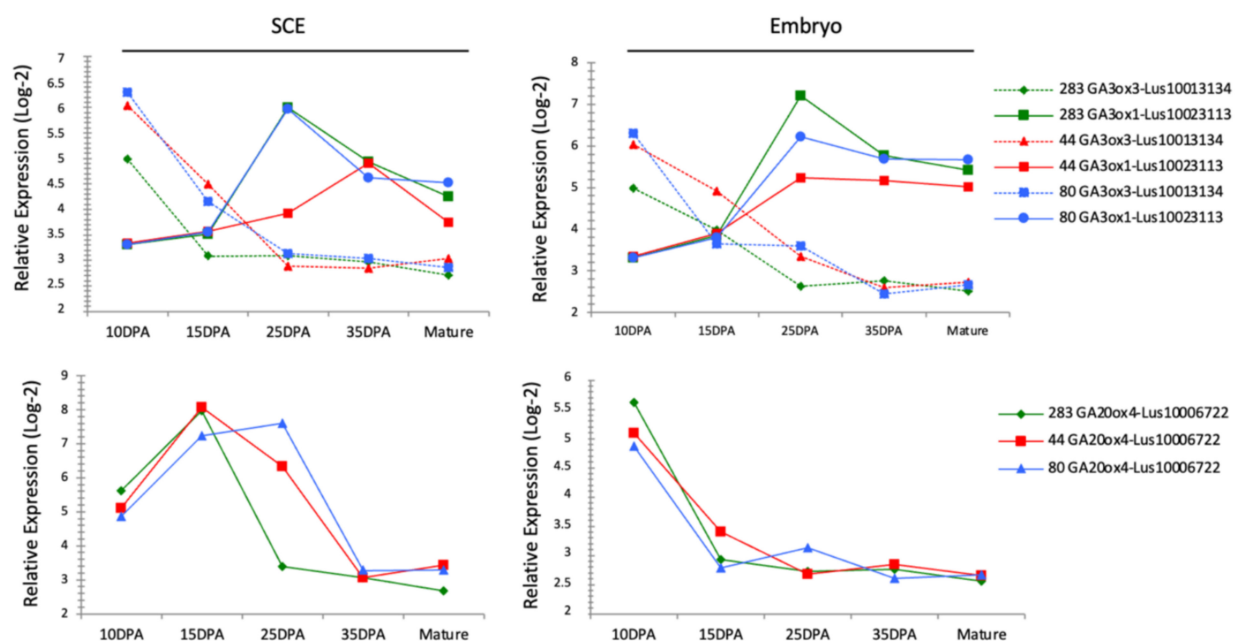 SCE
Embryo
Relative Expression (Log-2)
7
6.5
6
5.5
5
4.5
4
3.5
3
2.5
2
10DPA 15DPA 25DPA 35DPA Mature
Relative Expression (Log-2)
8
7
6
5
4
3
2
10DPA 15DPA 25DPA 35DPA Mature
283 GA3ox3-Lus10013134
283 GA3ox1-Lus10023113
44 GA3ox3-Lus10013134
44 GA3ox1-Lus10023113
80 GA3ox3-Lus10013134
80 GA3ox1-Lus10023113
Relative Expression (Log-2)
9
8
7
6
5
4
3
2
10DPA 15DPA 25DPA 35DPA Mature
Relative Expression (Log-2)
6
5.5
5
4.5
4
3.5
3
2.5
2
10DPA 15DPA 25DPA 35DPA Mature
283 GA20ox4-Lus10006722
44 GA20ox4-Lus10006722
80 GA20ox4-Lus10006722